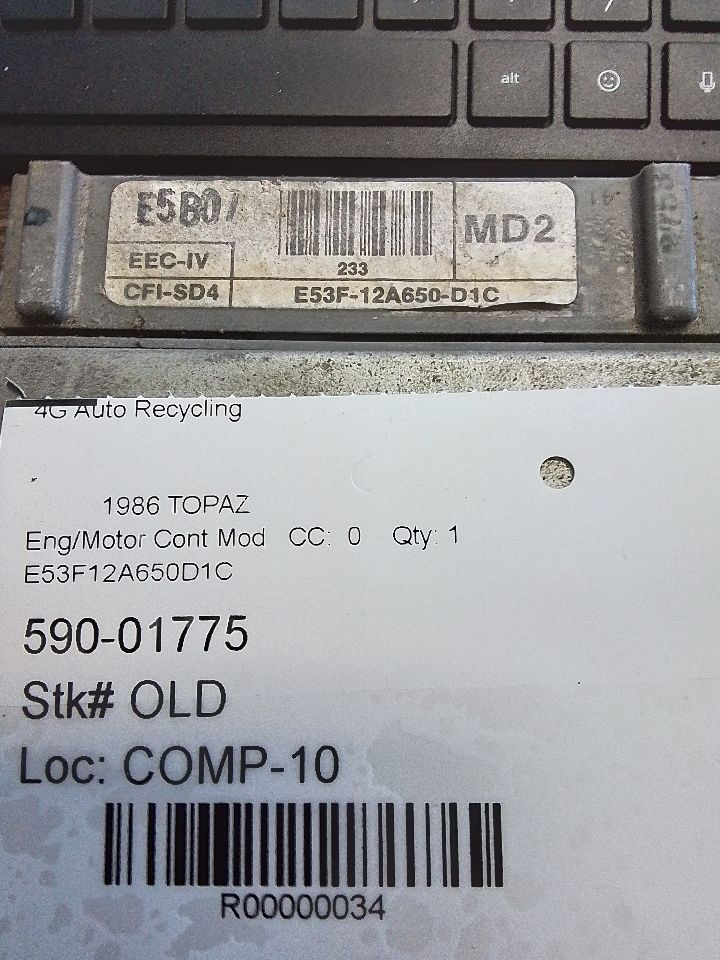 alt
E5B07
MD2
EEC-IV
233
CFI-SD4
E53F-12A650-D1C
4G Auto Recycling
1986 TOPAZ
Eng/Motor Cont Mod CC: 0 Qty: 1
E53F12A650D1C
590-01775
Stk# OLD
Loc: COMP-10
R00000034